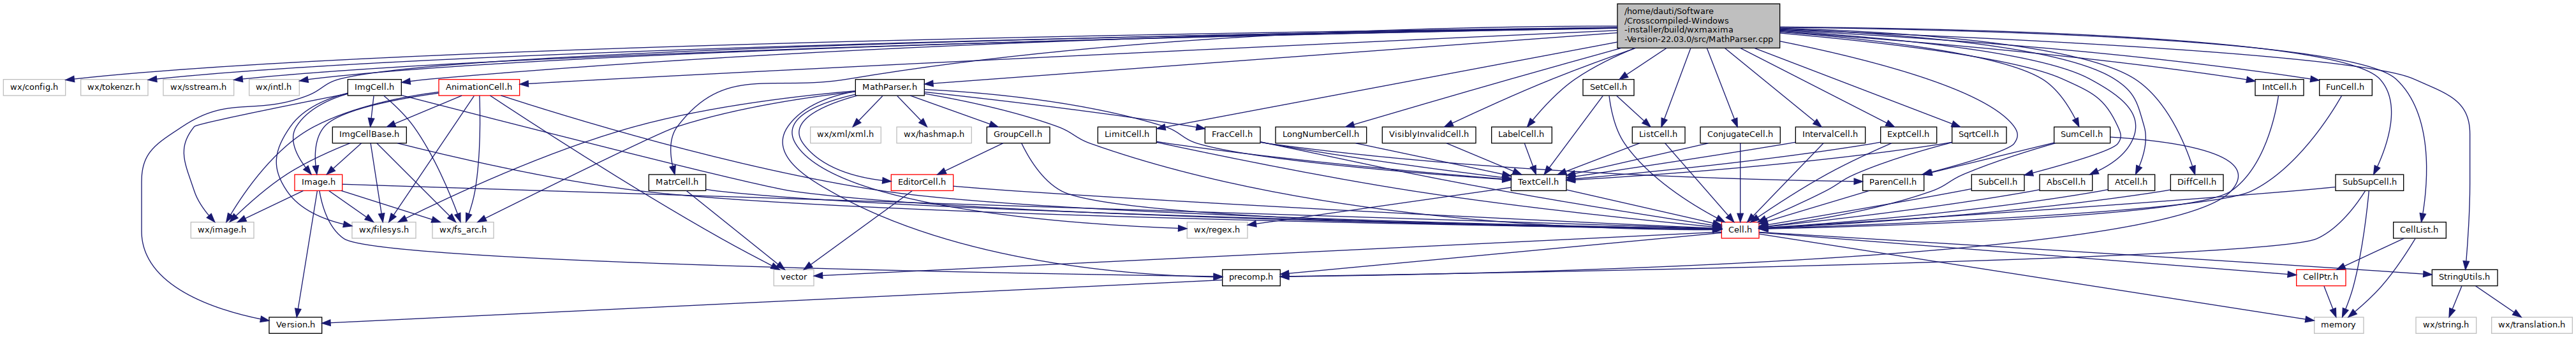 /home/dauti/Software
/Crosscompiled-Windows
-installer/build/wxmaxima
-Version-22.03.0/src/MathParser.cpp
wx/config.h
wx/tokenzr.h
wx/sstream.h
wx/intl.h
ImgCell.h
AnimationCell.h
MathParser.h
SetCell.h
IntCell.h
FunCell.h
ImgCellBase.h
wx/xml/xml.h
wx/hashmap.h
GroupCell.h
LimitCell.h
FracCell.h
LongNumberCell.h
VisiblyInvalidCell.h
LabelCell.h
ListCell.h
ConjugateCell.h
IntervalCell.h
ExptCell.h
SqrtCell.h
SumCell.h
Image.h
MatrCell.h
EditorCell.h
TextCell.h
ParenCell.h
SubCell.h
AbsCell.h
AtCell.h
DiffCell.h
SubSupCell.h
wx/image.h
wx/filesys.h
wx/fs_arc.h
wx/regex.h
Cell.h
CellList.h
vector
precomp.h
CellPtr.h
StringUtils.h
Version.h
memory
wx/string.h
wx/translation.h